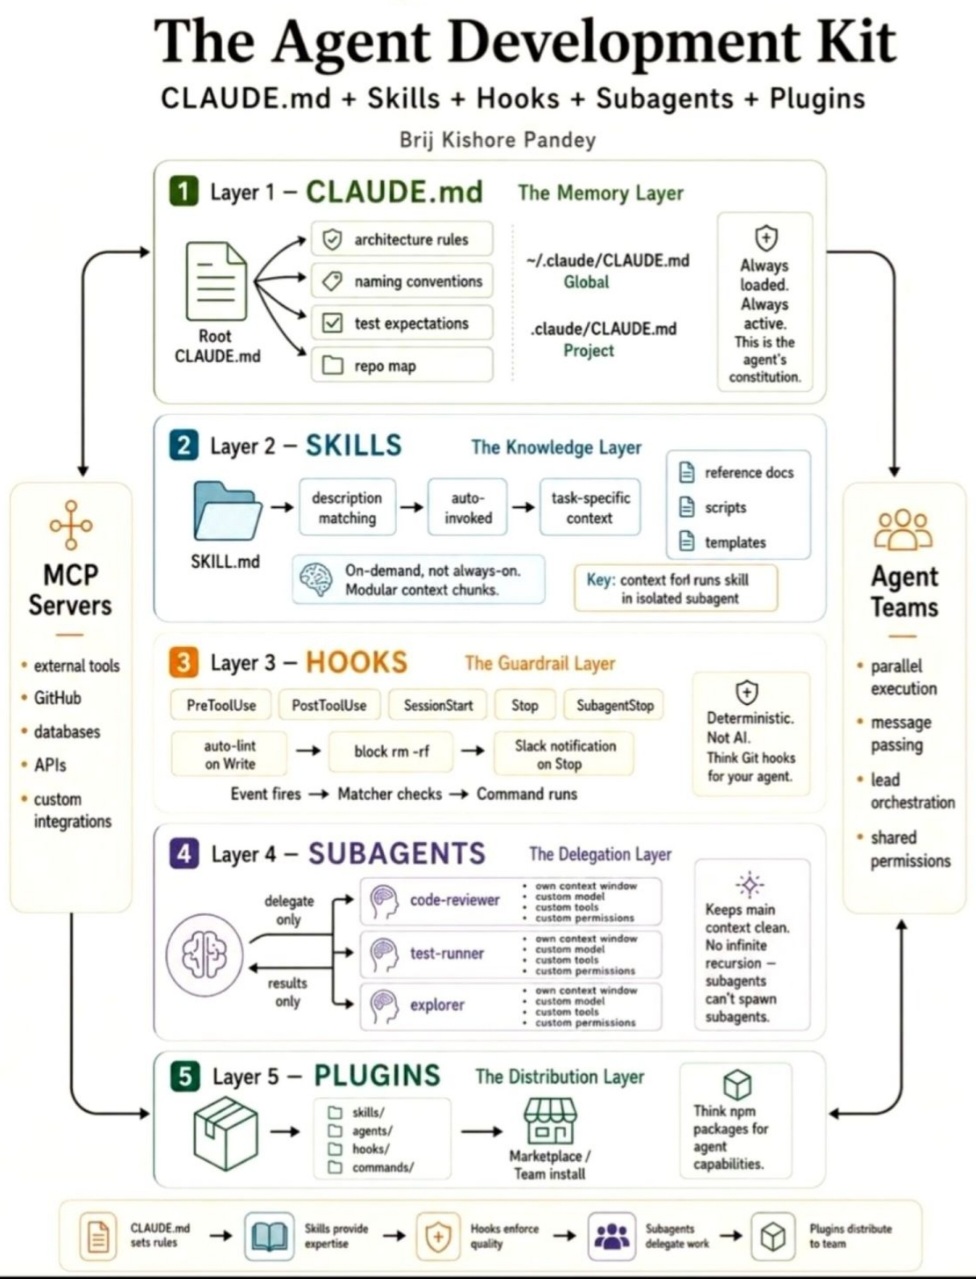 The Agent Development Kit
CLAUDE.md + Skills + Hooks + Subagents + Plugins
Brij Kishore Pandey
1 Layer 1 – CLAUDE.md The Memory Layer
Root
CLAUDE.md
architecture rules
naming conventions
test expectations
repo map
~/.claude/CLAUDE.md
Global
.claude/CLAUDE.md
Project
Always
loaded.
Always
active.
This is the
agent's
constitution.
2 Layer 2 – SKILLS The Knowledge Layer
SKILL.md
description
matching
auto-
invoked
task-specific
context
reference docs
scripts
templates
On-demand, not always-on.
Modular context chunks.
Key: context forł runs skill
in isolated subagent
3 Layer 3 – HOOKS The Guardrail Layer
PreToolUse
PostToolUse
SessionStart
Stop
SubagentStop
auto-lint
on Write
block rm -rf
Slack notification
on Stop
Event fires → Matcher checks → Command runs
Deterministic.
Not AI.
Think Git hooks
for your agent.
4 Layer 4 – SUBAGENTS The Delegation Layer
delegate
only
results
only
code-reviewer
• own context window
• custom model
• custom tools
• custom permissions
test-runner
• own context window
• custom model
• custom tools
• custom permissions
explorer
• own context window
• custom model
• custom tools
• custom permissions
Keeps main
context clean.
No infinite
recursion –
subagents
can't spawn
subagents.
5 Layer 5 – PLUGINS The Distribution Layer
skills/
agents/
hooks/
commands/
Marketplace /
Team install
Think npm
packages for
agent
capabilities.
MCP
Servers
• external tools
• GitHub
• databases
• APIs
• custom
integrations
Agent
Teams
• parallel
execution
• message
passing
• lead
orchestration
• shared
permissions
CLAUDE.md
sets rules
Skills provide
expertise
Hooks enforce
quality
Subagents
delegate work
Plugins distribute
to team